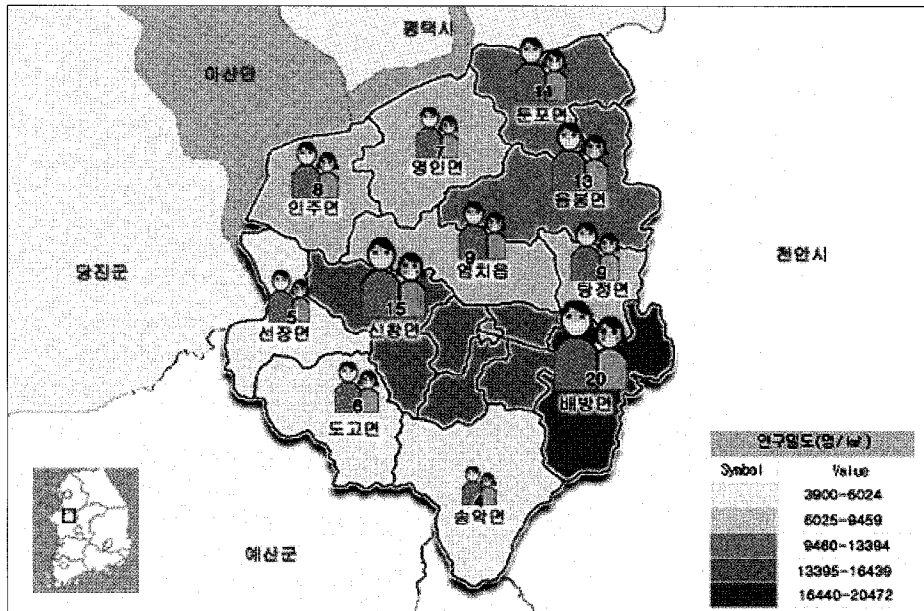 평택시
아산만
11
둔포면
7
영인면
13
음봉면
8
인주면
9
염치읍
9
탕정면
천안시
당진군
5
선장면
15
신창면
20
배방면
6
도고면
4
송악면
예산군
인구밀도(명/㎢)
Symbol Value
3900-6024
6025-9459
9460-13394
13395-16439
16440-20472